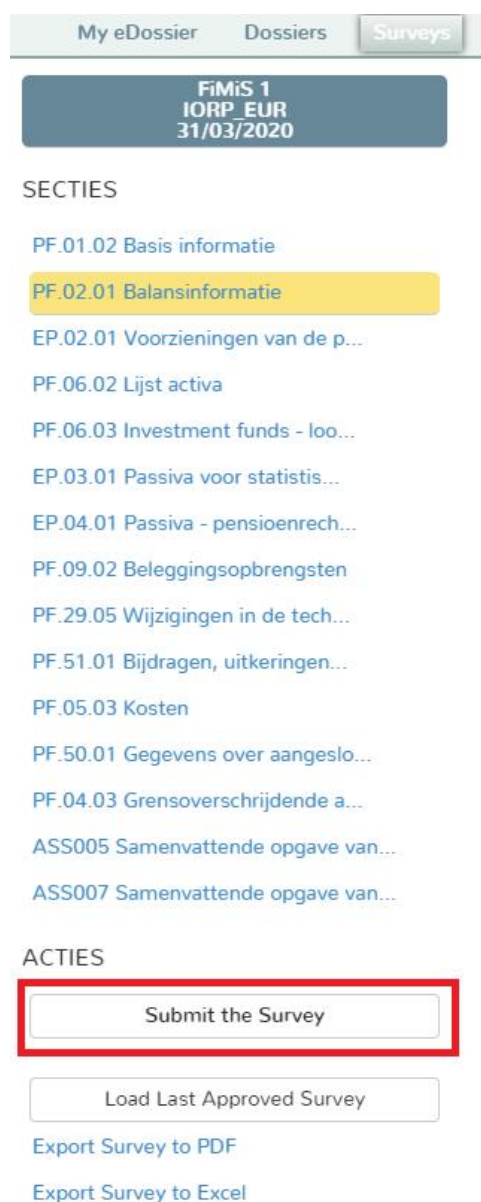 My eDossier Dossiers Surveys
FiMiS 1
IORP_EUR
31/03/2020
SECTIES
PF.01.02 Basis informatie
PF.02.01 Balansinformatie
EP.02.01 Voorzieningen van de p...
PF.06.02 Lijst activa
PF.06.03 Investment funds - loo...
EP.03.01 Passiva voor statistis...
EP.04.01 Passiva - pensioenrech...
PF.09.02 Beleggingsopbrengsten
PF.29.05 Wijzigingen in de tech...
PF.51.01 Bijdragen, uitkeringen...
PF.05.03 Kosten
PF.50.01 Gegevens over aangeslo...
PF.04.03 Grensoverschrijdende a...
ASS005 Samenvattende opgave van...
ASS007 Samenvattende opgave van...
ACTIES
Submit the Survey
Load Last Approved Survey
Export Survey to PDF
Export Survey to Excel